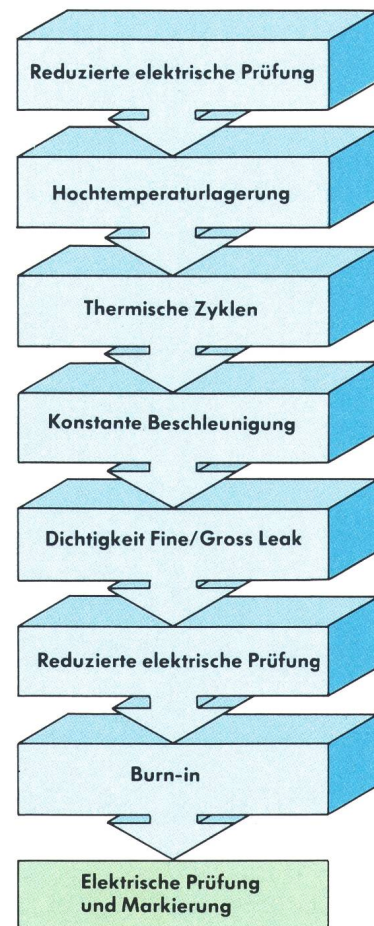 Reduzierte elektrische Prüfung
Hochtemperaturlagerung
Thermische Zyklen
Konstante Beschleunigung
Dichtigkeit Fine/Gross Leak
Reduzierte elektrische Prüfung
Burn-in
Elektrische Prüfung
und Markierung